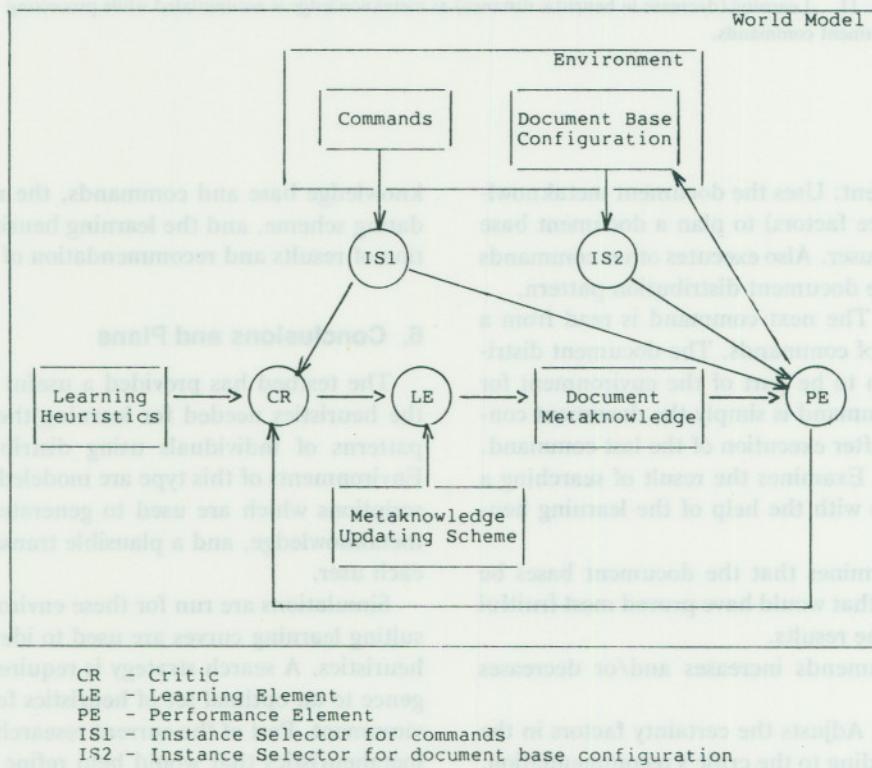 World Model
Environment
Commands
Document Base
Configuration
IS1
IS2
Learning
Heuristics
CR
LE
Document
Metaknowledge
PE
Metaknowledge
Updating Scheme
CR - Critic
LE - Learning Element
PE - Performance Element
IS1 - Instance Selector for commands
IS2 - Instance Selector for document base configuration